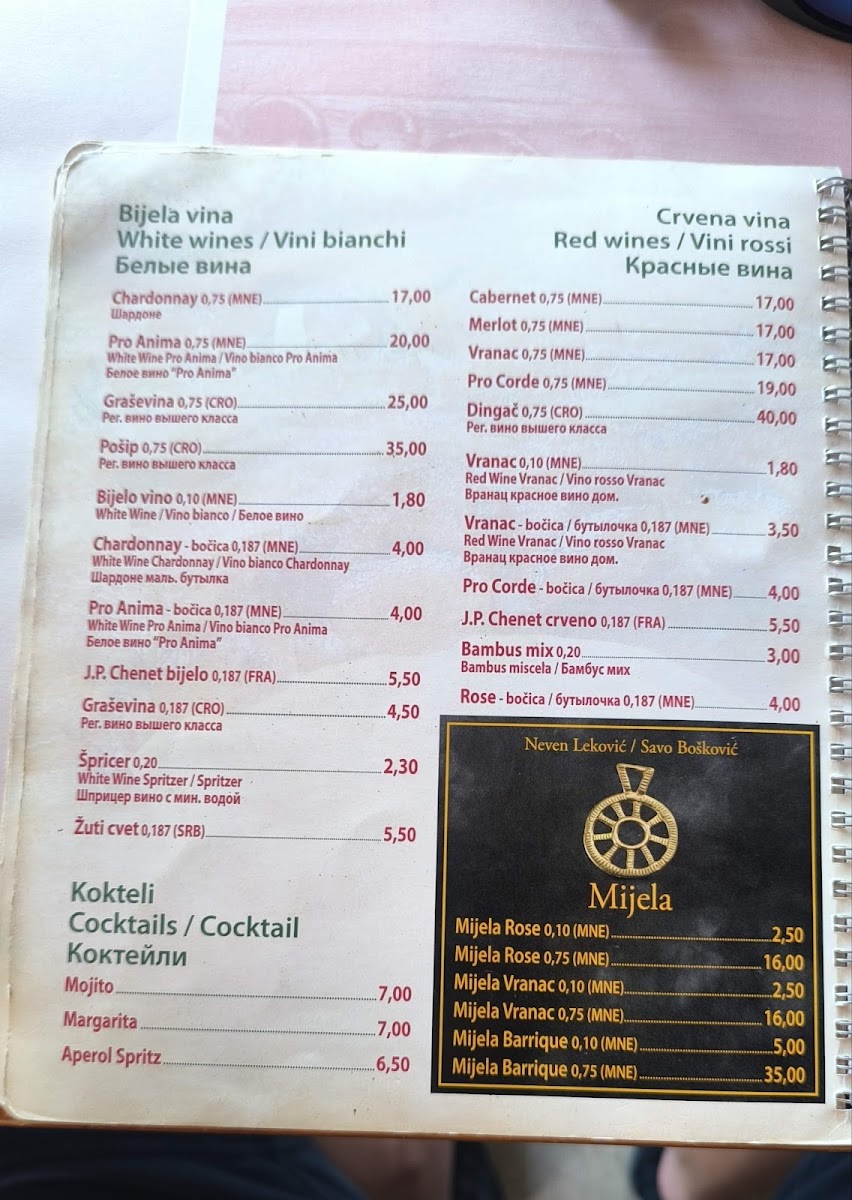 Bijela vina
White wines / Vini bianchi
Белые вина
Chardonnay 0,75 (MNE) 17,00
Шардоне
Pro Anima 0,75 (MNE) 20,00
White Wine Pro Anima / Vino bianco Pro Anima
Белое вино "Pro Anima"
Graševina 0,75 (CRO) 25,00
Рег. вино вышего класса
Pošip 0,75 (CRO) 35,00
Рег. вино вышего класса
Bijelo vino 0,10 (MNE) 1,80
White Wine / Vino bianco / Белое вино
Chardonnay - bočica 0,187 (MNE) 4,00
White Wine Chardonnay / Vino bianco Chardonnay
Шардоне маль. бутылка
Pro Anima - bočica 0,187 (MNE) 4,00
White Wine Pro Anima / Vino bianco Pro Anima
Белое вино "Pro Anima"
J.P. Chenet bijelo 0,187 (FRA) 5,50
Graševina 0,187 (CRO) 4,50
Рег. вино вышего класса
Špricer 0,20 2,30
White Wine Spritzer / Spritzer
Шприцер вино с мин. водой
Žuti cvet 0,187 (SRB) 5,50
Kokteli
Cocktails / Cocktail
Коктейли
Mojito 7,00
Margarita 7,00
Aperol Spritz 6,50
Crvena vina
Red wines / Vini rossi
Красные вина
Cabernet 0,75 (MNE) 17,00
Merlot 0,75 (MNE) 17,00
Vranac 0,75 (MNE) 17,00
Pro Corde 0,75 (MNE) 19,00
Dingač 0,75 (CRO) 40,00
Рег. вино вышего класса
Vranac 0,10 (MNE) 1,80
Red Wine Vranac / Vino rosso Vranac
Вранац красное вино дом.
Vranac - bočica / бутылочка 0,187 (MNE) 3,50
Red Wine Vranac / Vino rosso Vranac
Вранац красное вино дом.
Pro Corde - bočica / бутылочка 0,187 (MNE) 4,00
J.P. Chenet crveno 0,187 (FRA) 5,50
Bambus mix 0,20 3,00
Bambus miscela / Бамбус мих
Rose - bočica / бутылочка 0,187 (MNE) 4,00
Neven Leković / Savo Bošković
Mijela
Mijela Rose 0,10 (MNE) 2,50
Mijela Rose 0,75 (MNE) 16,00
Mijela Vranac 0,10 (MNE) 2,50
Mijela Vranac 0,75 (MNE) 16,00
Mijela Barrique 0,10 (MNE) 5,00
Mijela Barrique 0,75 (MNE) 35,00